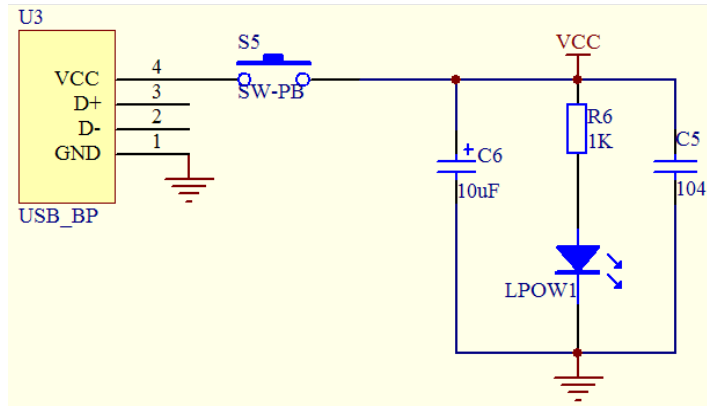 U3
VCC 4
D+ 3
D- 2
GND 1
USB_BP
S5
SW-PB
VCC
+
C6
10uF
R6
1K
LPOW1
C5
104